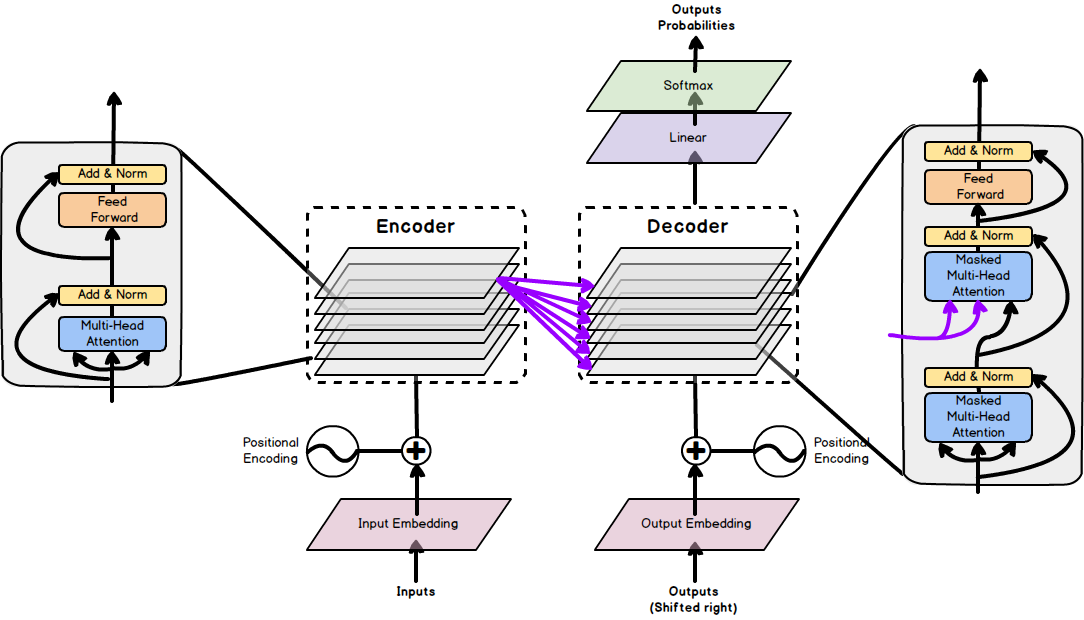 Outputs
Probabilities
Softmax
Linear
Add & Norm
Feed
Forward
Add & Norm
Multi-Head
Attention
Encoder
Decoder
Add & Norm
Feed
Forward
Add & Norm
Masked
Multi-Head
Attention
Add & Norm
Masked
Multi-Head
Attention
Positional
Encoding
Positional
Encoding
Input Embedding
Output Embedding
Inputs
Outputs
(Shifted right)